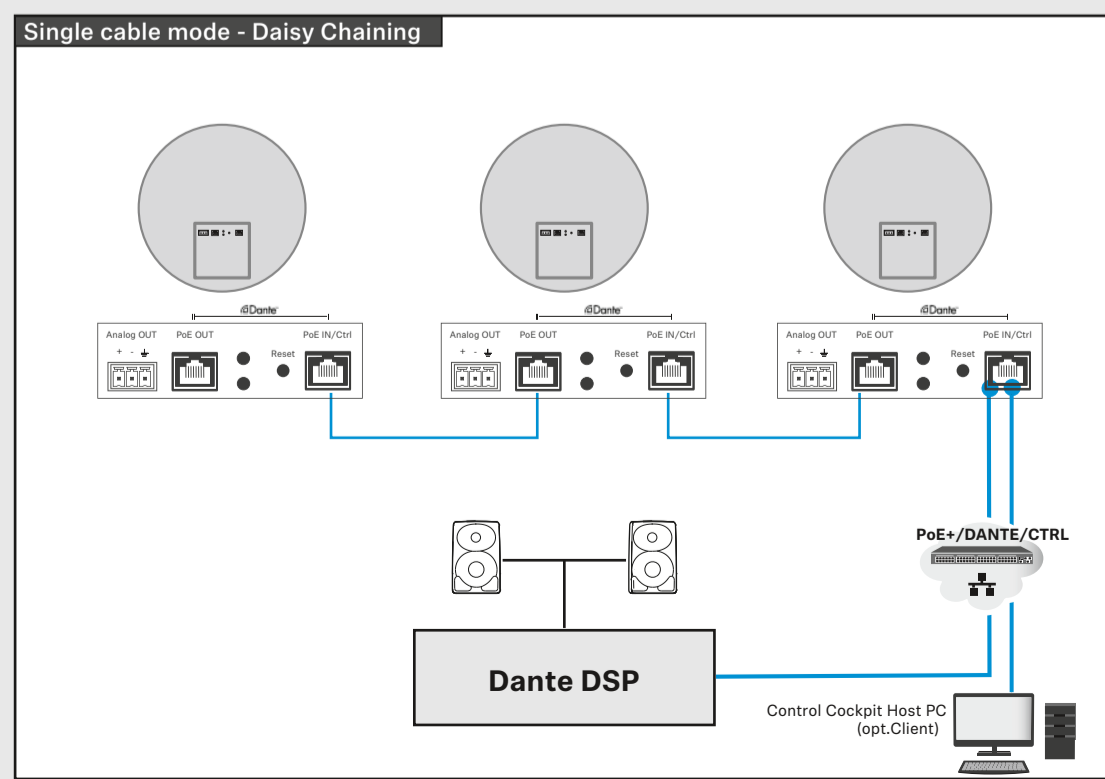 Single cable mode - Daisy Chaining
Dante
Analog OUT PoE OUT PoE IN/Ctrl
+ - Reset
Dante
Analog OUT PoE OUT PoE IN/Ctrl
+ - Reset
Dante
Analog OUT PoE OUT PoE IN/Ctrl
+ - Reset
PoE+/DANTE/CTRL
Dante DSP
Control Cockpit Host PC
(opt.Client)